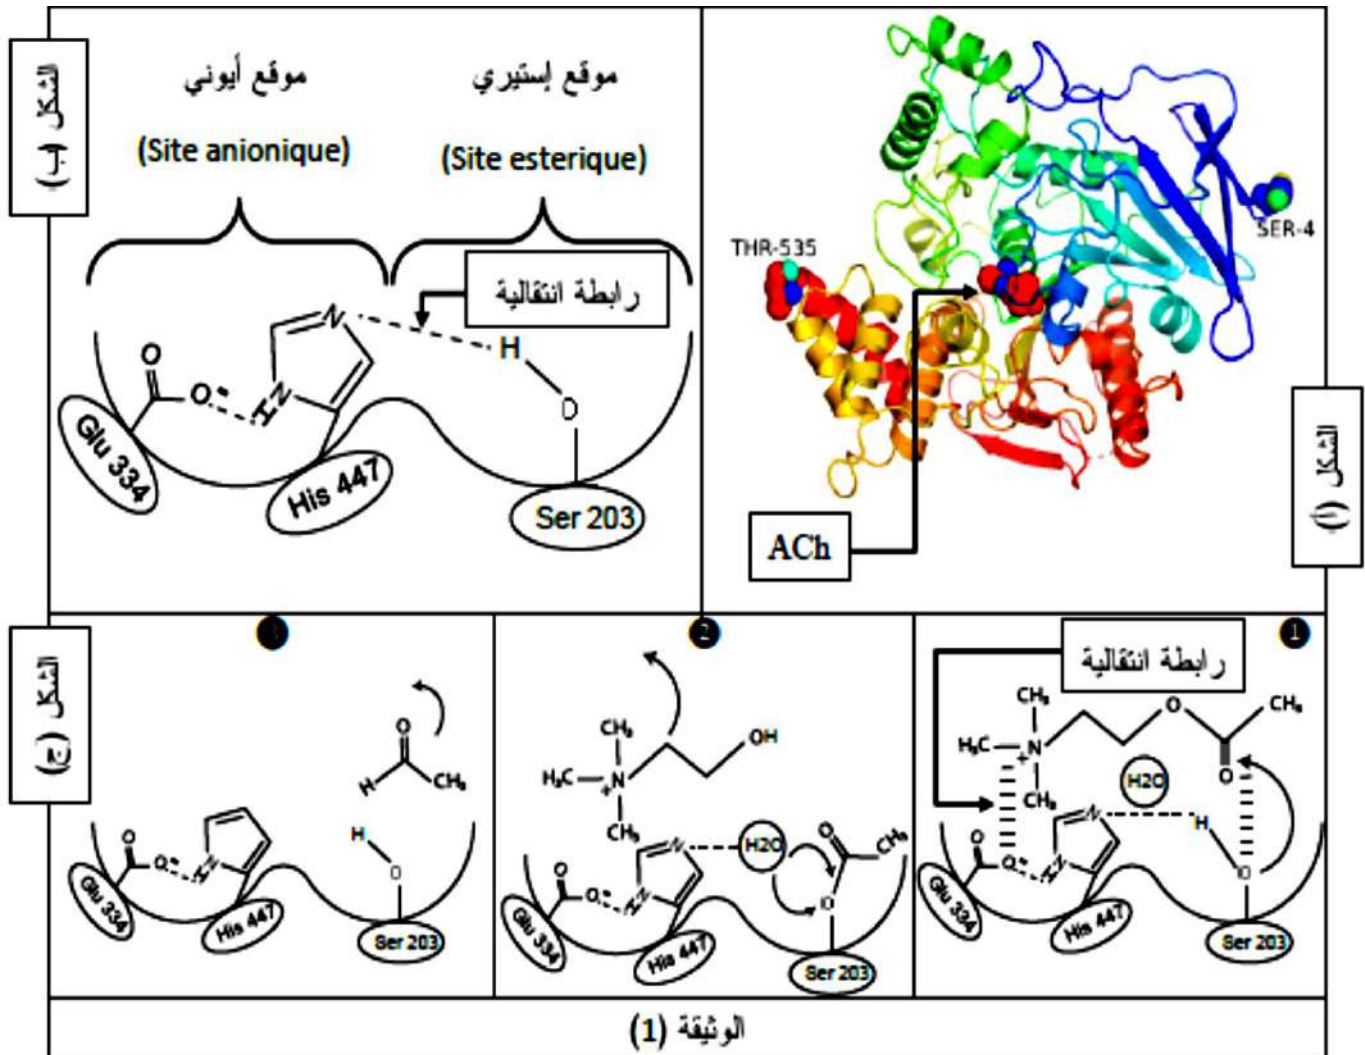 الشكل (أ)
THR-535
SER-4
ACh
الشكل (ب)
موقع إستيري
موقع أيوني
(Site esterique)
(Site anionique)
رابطة انتقالية
H
N
O
O
H
N
O
Glu 334
His 447
Ser 203
الشكل (ج)
❶
رابطة انتقالية
CH₃
O
CH₃
H₃C
N
+
O
H2O
CH₃
N
H
O
O
H
N
O
Glu 334
His 447
Ser 203
❷
CH₃
OH
H₃C
N
+
CH₃
O
N
H2O
CH₃
O
O
H
N
O
Glu 334
His 447
Ser 203
❸
O
H
CH₃
H
O
O
H
N
O
Glu 334
His 447
Ser 203
الوثيقة (1)